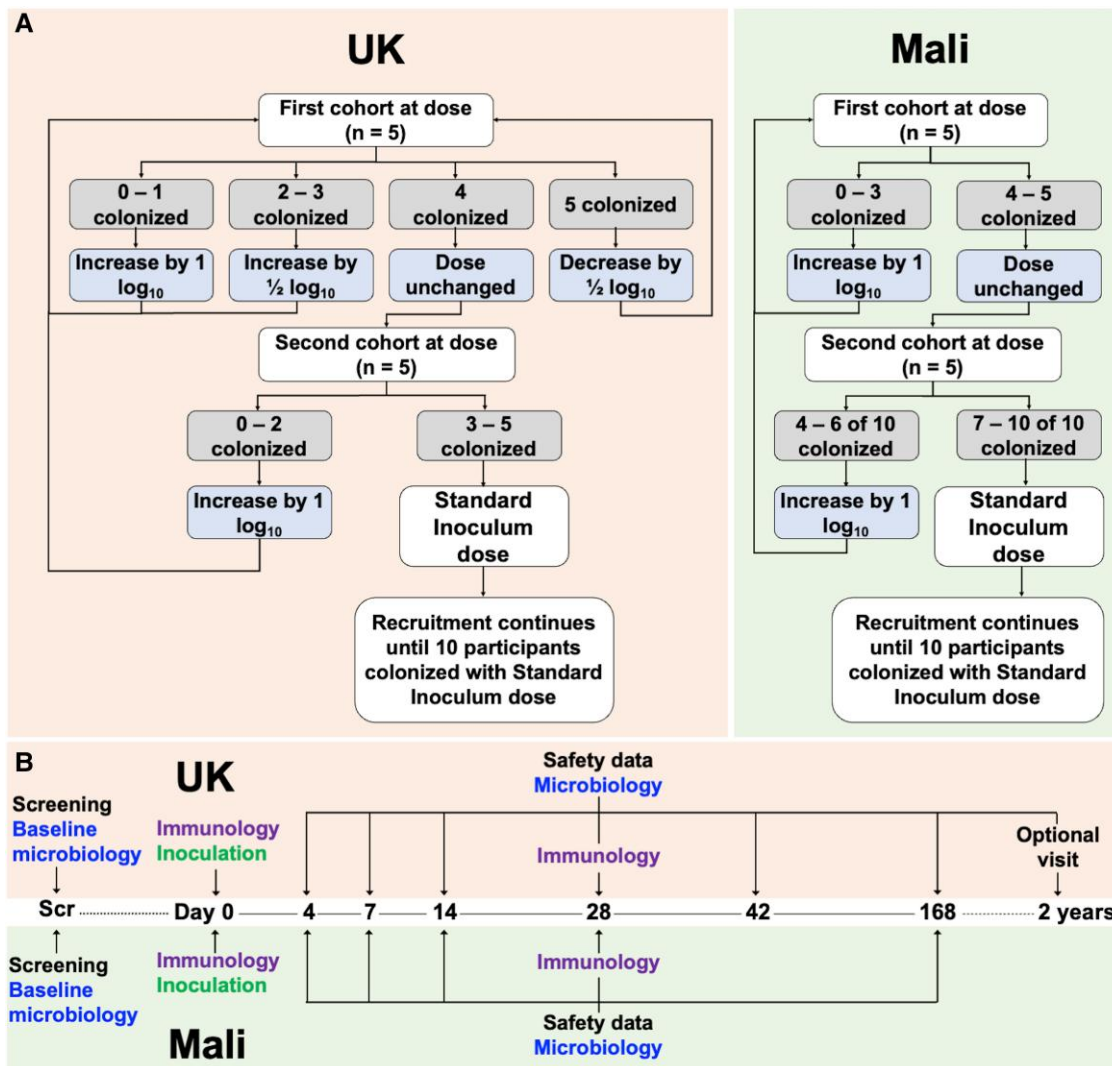 A
UK
First cohort at dose
(n = 5)
0 – 1
colonized
2 – 3
colonized
4
colonized
5 colonized
Increase by 1
log₁₀
Increase by
½ log₁₀
Dose
unchanged
Decrease by
½ log₁₀
Second cohort at dose
(n = 5)
0 – 2
colonized
3 – 5
colonized
Increase by 1
log₁₀
Standard
Inoculum
dose
Recruitment continues
until 10 participants
colonized with Standard
Inoculum dose
Mali
First cohort at dose
(n = 5)
0 – 3
colonized
4 – 5
colonized
Increase by 1
log₁₀
Dose
unchanged
Second cohort at dose
(n = 5)
4 – 6 of 10
colonized
7 – 10 of 10
colonized
Increase by 1
log₁₀
Standard
Inoculum
dose
Recruitment continues
until 10 participants
colonized with Standard
Inoculum dose
B
UK
Screening
Baseline
microbiology
Immunology
Inoculation
Safety data
Microbiology
Immunology
Optional
visit
Scr Day 0 4 7 14 28 42 168 2 years
Screening
Baseline
microbiology
Immunology
Inoculation
Immunology
Safety data
Microbiology
Mali